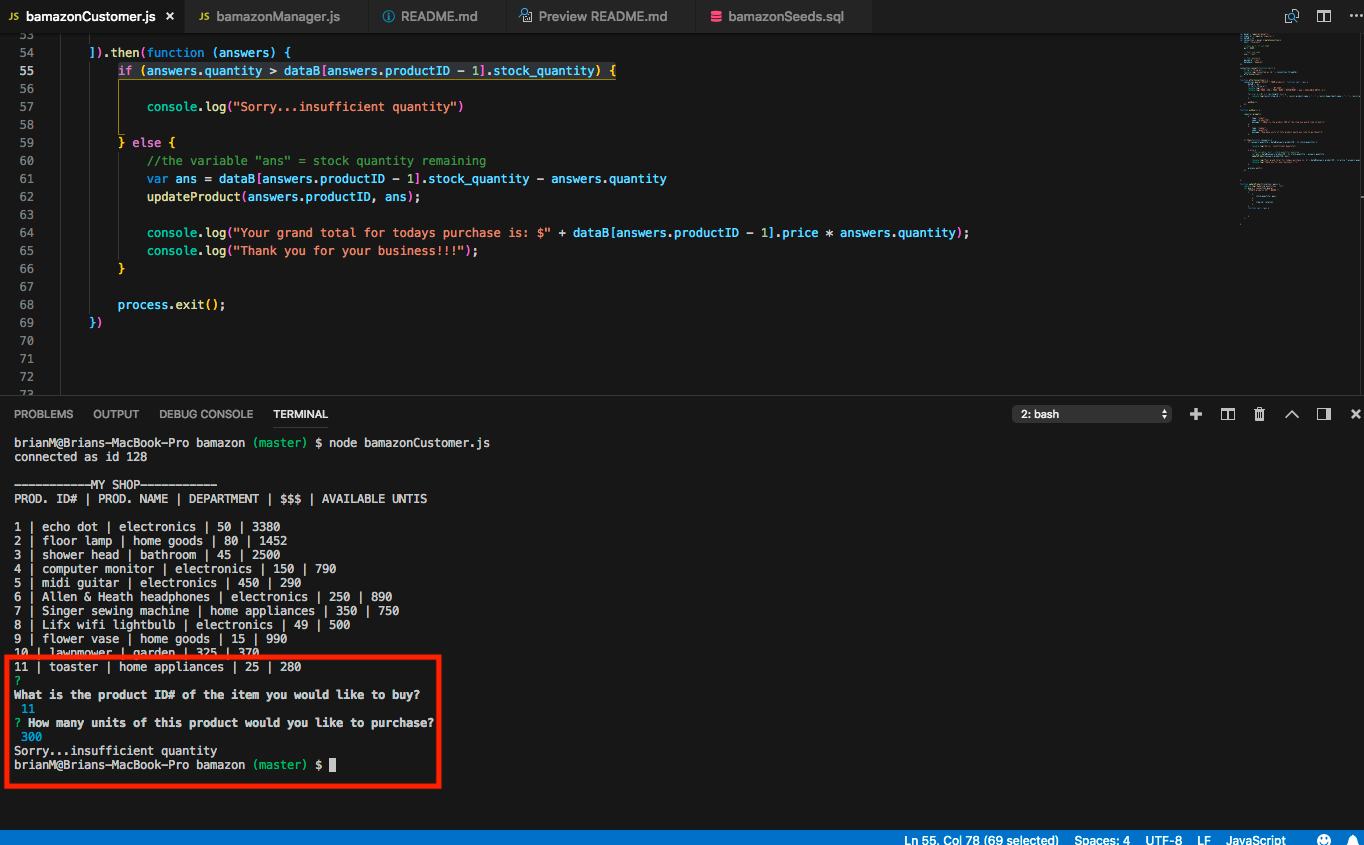 JS bamazonCustomer.js × JS bamazonManager.js README.md Preview README.md bamazonSeeds.sql
53
54 ]).then(function (answers) {
55 if (answers.quantity > dataB[answers.productID - 1].stock_quantity) {
56
57 console.log("Sorry...insufficient quantity")
58
59 } else {
60 //the variable "ans" = stock quantity remaining
61 var ans = dataB[answers.productID - 1].stock_quantity - answers.quantity
62 updateProduct(answers.productID, ans);
63
64 console.log("Your grand total for todays purchase is: $" + dataB[answers.productID - 1].price * answers.quantity);
65 console.log("Thank you for your business!!!");
66 }
67
68 process.exit();
69 })
70
71
72
73
PROBLEMS OUTPUT DEBUG CONSOLE TERMINAL 2: bash
brianM@Brians-MacBook-Pro bamazon (master) $ node bamazonCustomer.js
connected as id 128
-----------MY SHOP-----------
PROD. ID# | PROD. NAME | DEPARTMENT | $$$ | AVAILABLE UNTIS
1 | echo dot | electronics | 50 | 3380
2 | floor lamp | home goods | 80 | 1452
3 | shower head | bathroom | 45 | 2500
4 | computer monitor | electronics | 150 | 790
5 | midi guitar | electronics | 450 | 290
6 | Allen & Heath headphones | electronics | 250 | 890
7 | Singer sewing machine | home appliances | 350 | 750
8 | Lifx wifi lightbulb | electronics | 49 | 500
9 | flower vase | home goods | 15 | 990
10 | lawnmower | garden | 325 | 370
11 | toaster | home appliances | 25 | 280
?
What is the product ID# of the item you would like to buy?
11
? How many units of this product would you like to purchase?
300
Sorry...insufficient quantity
brianM@Brians-MacBook-Pro bamazon (master) $
Ln 55, Col 78 (69 selected) Spaces: 4 UTF-8 LF JavaScript